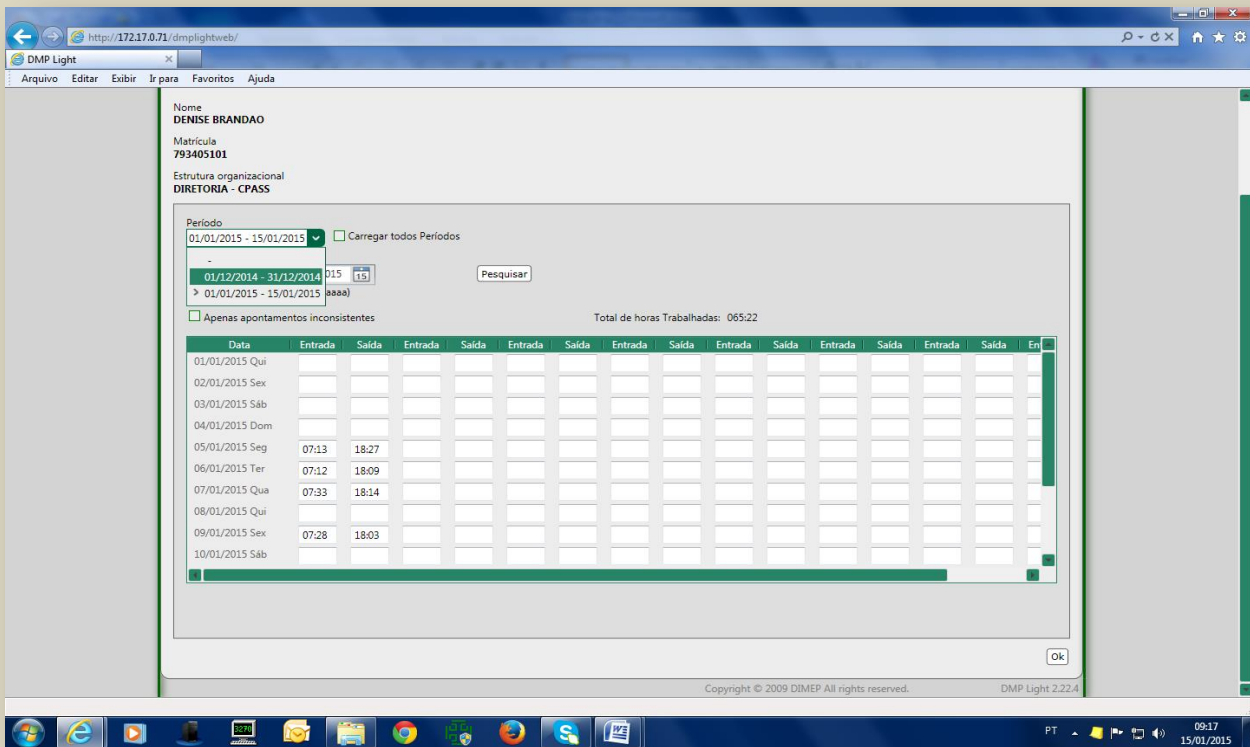 http://172.17.0.71/dmplightweb/
DMP Light
Arquivo Editar Exibir Ir para Favoritos Ajuda
Nome
DENISE BRANDAO
Matrícula
793405101
Estrutura organizacional
DIRETORIA - CPASS
Período
01/01/2015 - 15/01/2015 Carregar todos Períodos
-
01/12/2014 - 31/12/2014 015 15 Pesquisar
> 01/01/2015 - 15/01/2015 aaaa)
Apenas apontamentos inconsistentes Total de horas Trabalhadas: 065:22
Data Entrada Saída Entrada Saída Entrada Saída Entrada Saída Entrada Saída Entrada Saída Entrada Saída En
01/01/2015 Qui
02/01/2015 Sex
03/01/2015 Sáb
04/01/2015 Dom
05/01/2015 Seg 07:13 18:27
06/01/2015 Ter 07:12 18:09
07/01/2015 Qua 07:33 18:14
08/01/2015 Qui
09/01/2015 Sex 07:28 18:03
10/01/2015 Sáb
Ok
Copyright © 2009 DIMEP All rights reserved. DMP Light 2.22.4
3270
PT 09:17
15/01/2015